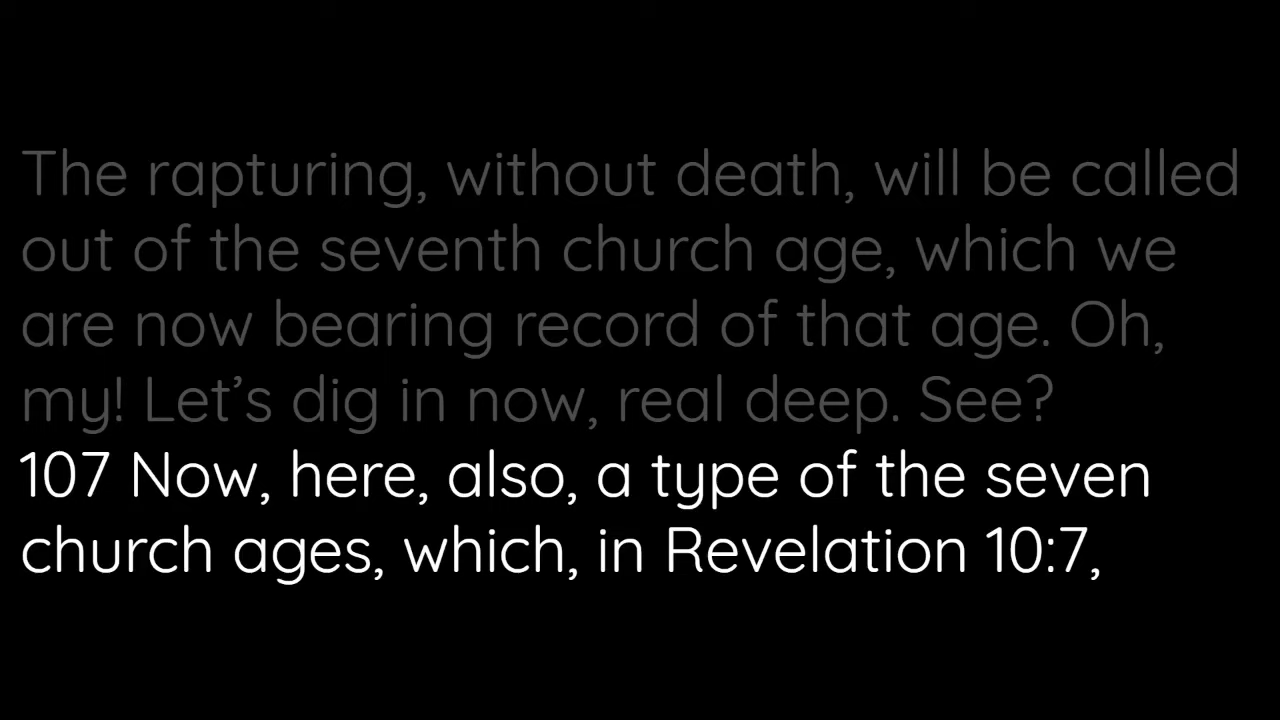 The rapturing, without death, will be called
out of the seventh church age, which we
are now bearing record of that age. Oh,
my! Let’s dig in now, real deep. See?
107 Now, here, also, a type of the seven
church ages, which, in Revelation 10:7,